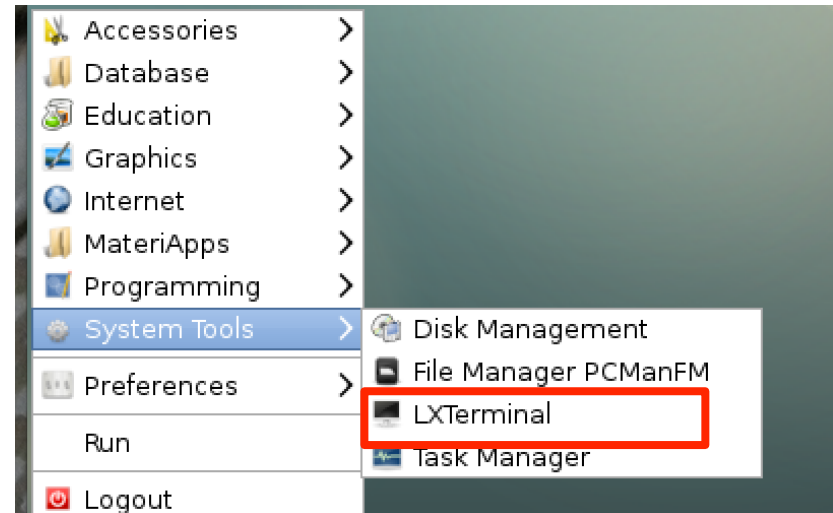 Accessories
Database
Education
Graphics
Internet
MateriApps
Programming
System Tools
Disk Management
File Manager PCManFM
LXTerminal
Task Manager
Preferences
Run
Logout